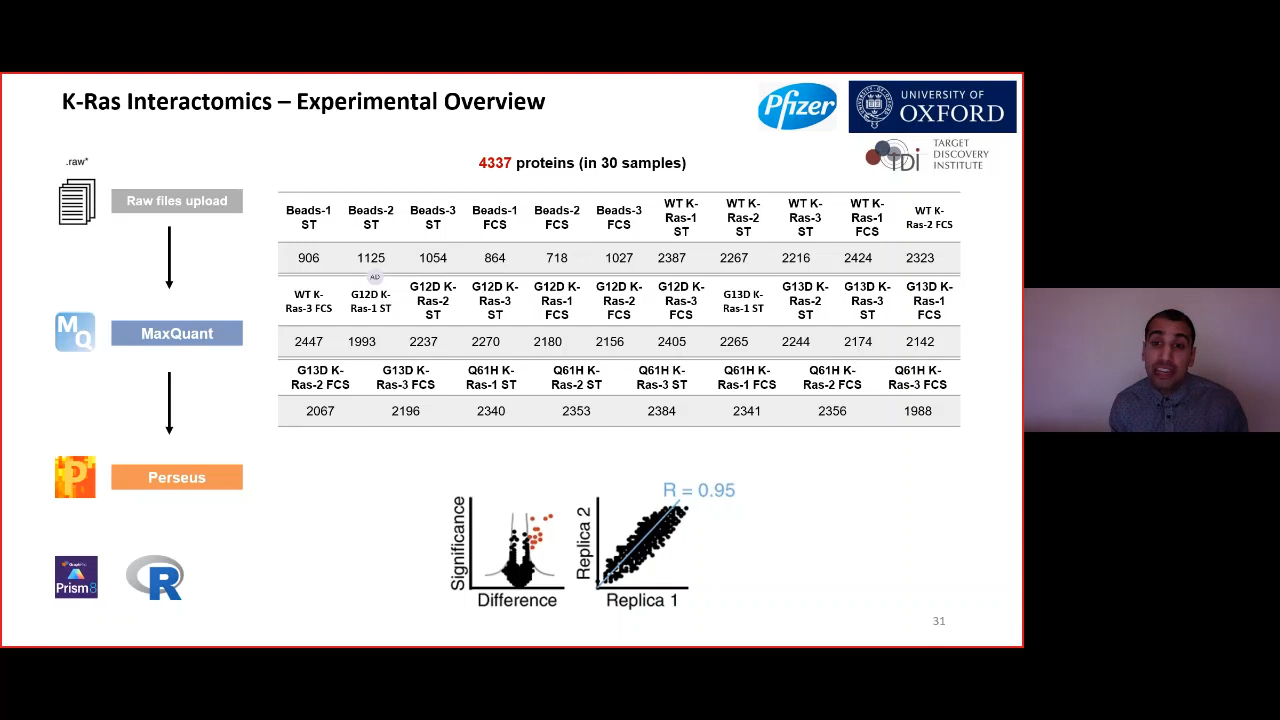 K-Ras Interactomics – Experimental Overview
Pfizer
UNIVERSITY OF
OXFORD
TDi
TARGET
DISCOVERY
INSTITUTE
.raw*
Raw files upload
MQ
MaxQuant
P
Perseus
GraphPad
Prism 8
R
4337 proteins (in 30 samples)
Beads-1 ST Beads-2 ST Beads-3 ST Beads-1 FCS Beads-2 FCS Beads-3 FCS WT K-Ras-1 ST WT K-Ras-2 ST WT K-Ras-3 ST WT K-Ras-1 FCS WT K-Ras-2 FCS
906 1125 1054 864 718 1027 2387 2267 2216 2424 2323
AD
WT K-Ras-3 FCS G12D K-Ras-1 ST G12D K-Ras-2 ST G12D K-Ras-3 ST G12D K-Ras-1 FCS G12D K-Ras-2 FCS G12D K-Ras-3 FCS G13D K-Ras-1 ST G13D K-Ras-2 ST G13D K-Ras-3 ST G13D K-Ras-1 FCS
2447 1993 2237 2270 2180 2156 2405 2265 2244 2174 2142
G13D K-Ras-2 FCS G13D K-Ras-3 FCS Q61H K-Ras-1 ST Q61H K-Ras-2 ST Q61H K-Ras-3 ST Q61H K-Ras-1 FCS Q61H K-Ras-2 FCS Q61H K-Ras-3 FCS
2067 2196 2340 2353 2384 2341 2356 1988
Significance
Difference
R = 0.95
Replica 2
Replica 1
31